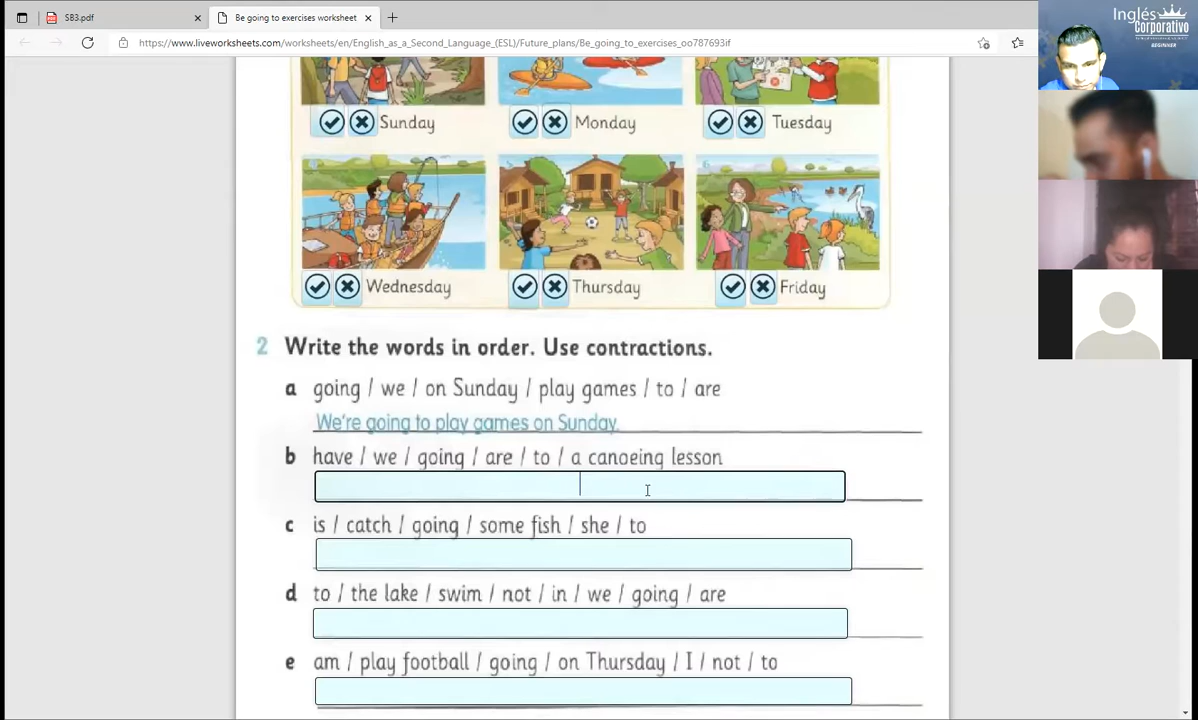 SB3.pdf
Be going to exercises worksheet
https://www.liveworksheets.com/worksheets/en/English_as_a_Second_Language_(ESL)/Future_plans/Be_going_to_exercises_oo787693if
Inglés
Corporativo
BEGINNER
Sunday
Monday
Tuesday
Wednesday
Thursday
Friday
2 Write the words in order. Use contractions.
a going / we / on Sunday / play games / to / are
We're going to play games on Sunday.
b have / we / going / are / to / a canoeing lesson
c is / catch / going / some fish / she / to
d to / the lake / swim / not / in / we / going / are
e am / play football / going / on Thursday / I / not / to